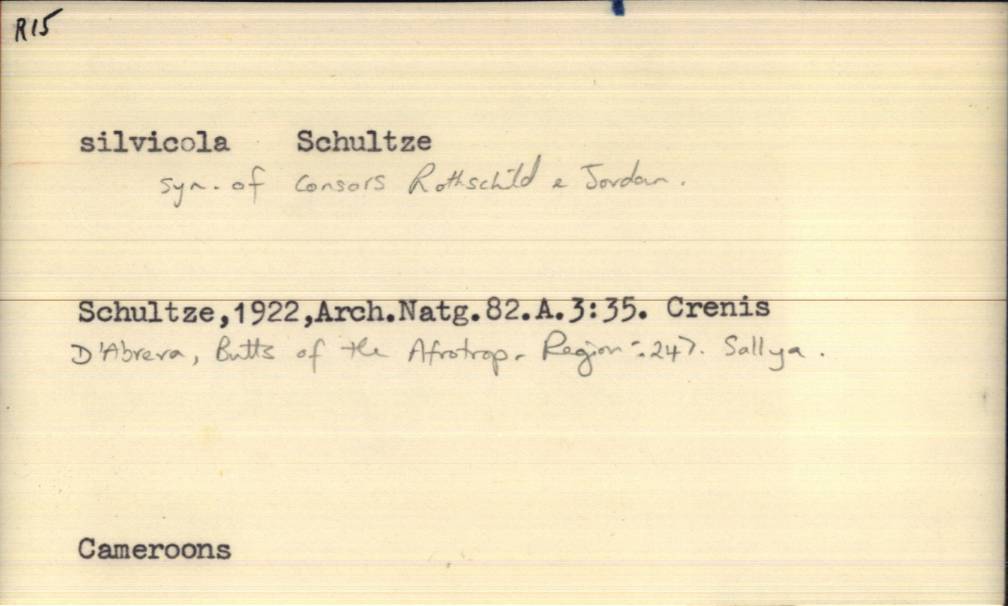 R15
silvicola Schultze
syn. of consors Rothschild & Jordan.
Schultze,1922,Arch.Natg.82.A.3:35. Crenis
D'Abrera, Butts of the Afrotrop. Region:.247. Sallya.
Cameroons